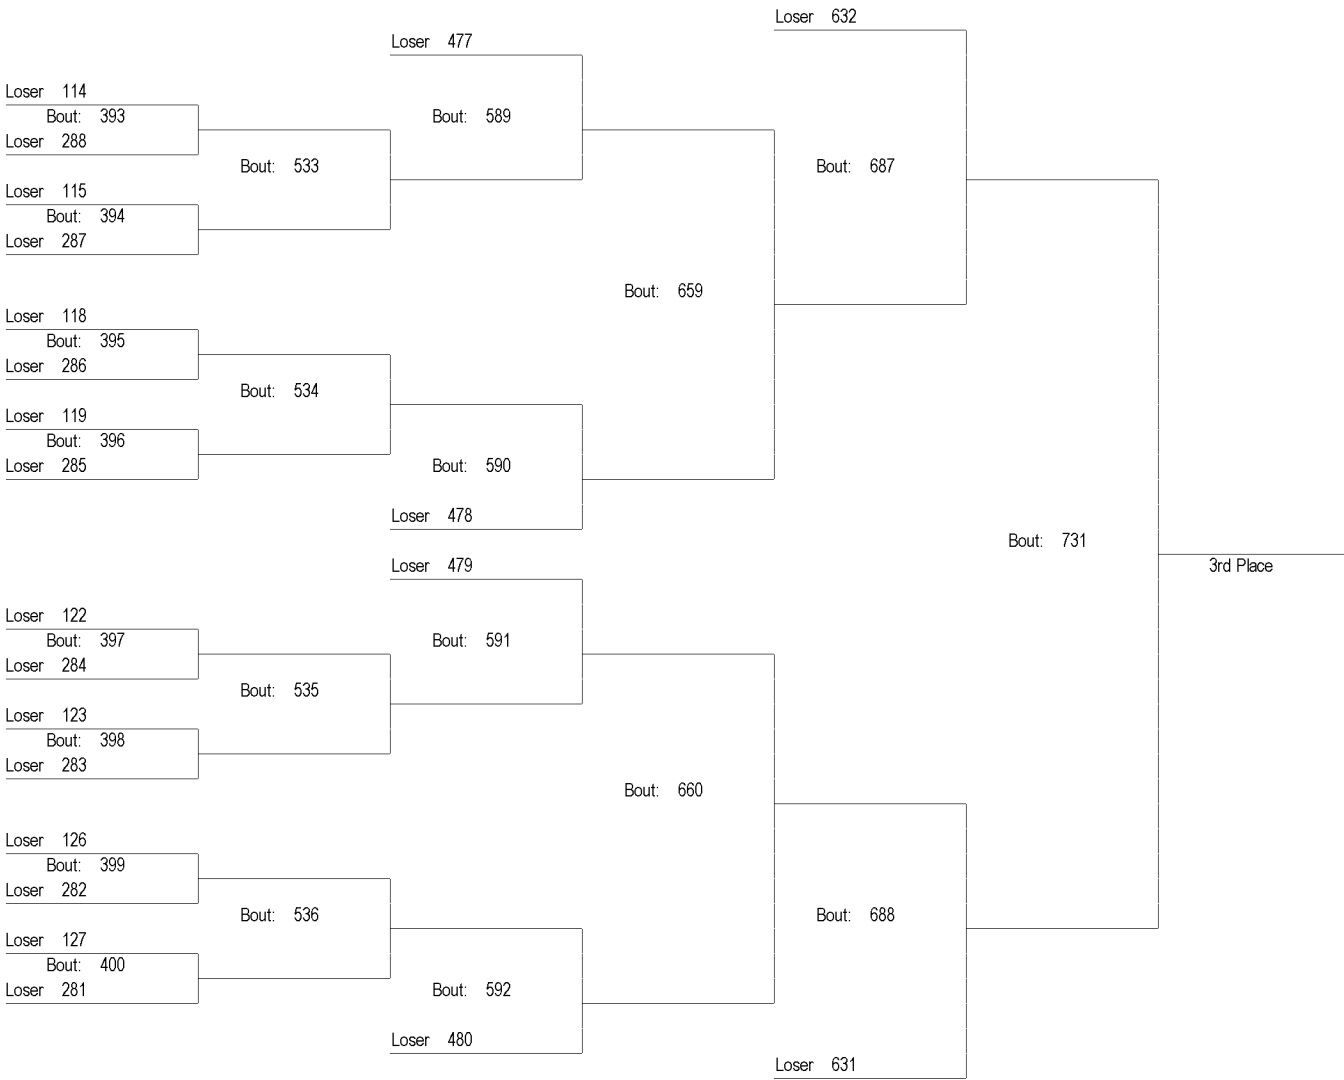 Loser 632
Loser 477
Loser 114
Bout: 393
Bout: 589
Loser 288
Bout: 533
Bout: 687
Loser 115
Bout: 394
Loser 287
Bout: 659
Loser 118
Bout: 395
Loser 286
Bout: 534
Loser 119
Bout: 396
Loser 285
Bout: 590
Loser 478
Bout: 731
Loser 479
3rd Place
Loser 122
Bout: 397
Bout: 591
Loser 284
Bout: 535
Loser 123
Bout: 398
Loser 283
Bout: 660
Loser 126
Bout: 399
Loser 282
Bout: 536
Bout: 688
Loser 127
Bout: 400
Loser 281
Bout: 592
Loser 480
Loser 631